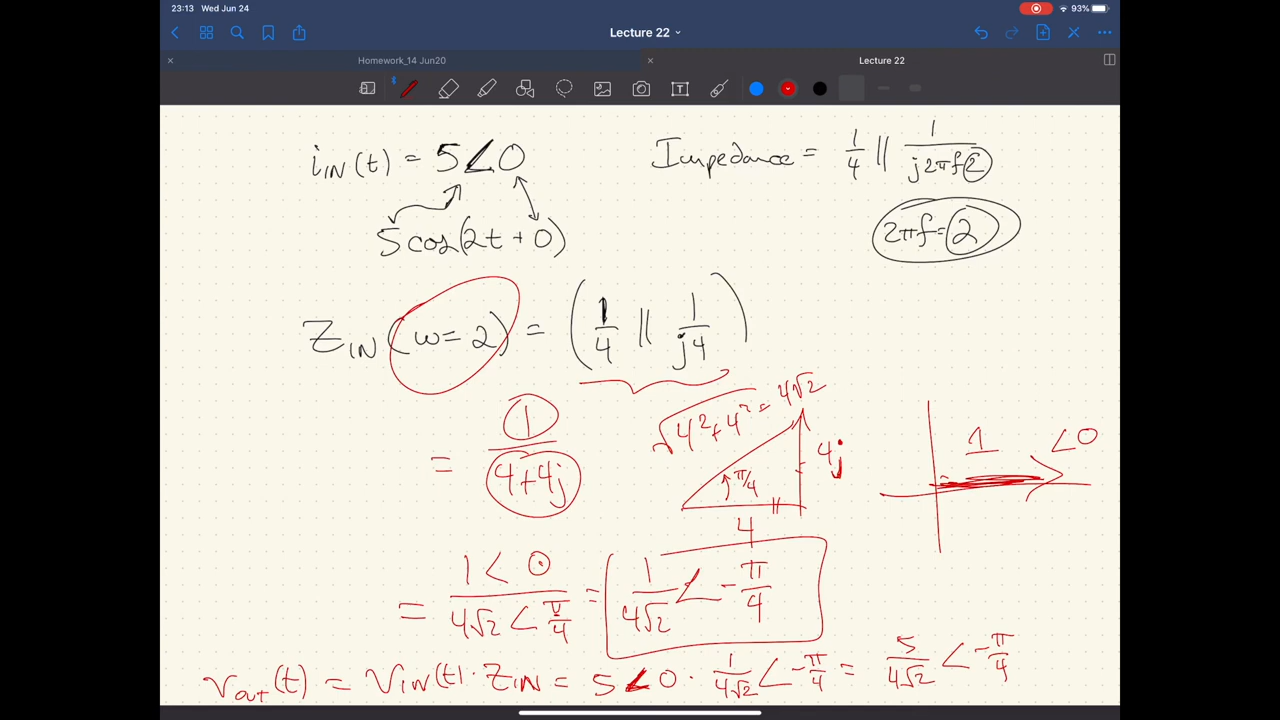 23:13 Wed Jun 24
93%
Lecture 22
Homework_14 Jun20
Lecture 22
T
i_IN(t) = 5∠0
5cos(2t + 0)
Impedance = 1/4 || 1/(j2πf2)
2πf = 2
Z_IN(ω = 2) = (1/4 || 1/j4)
= 1/(4+4j)
√(4²+4²) = 4√2
4j
π/4
4
1 ∠0
= 1∠0 / 4√2∠π/4 = 1/4√2 ∠ -π/4
V_out(t) = V_IN(t) · Z_IN = 5∠0 · 1/4√2 ∠ -π/4 = 5/4√2 ∠ -π/4